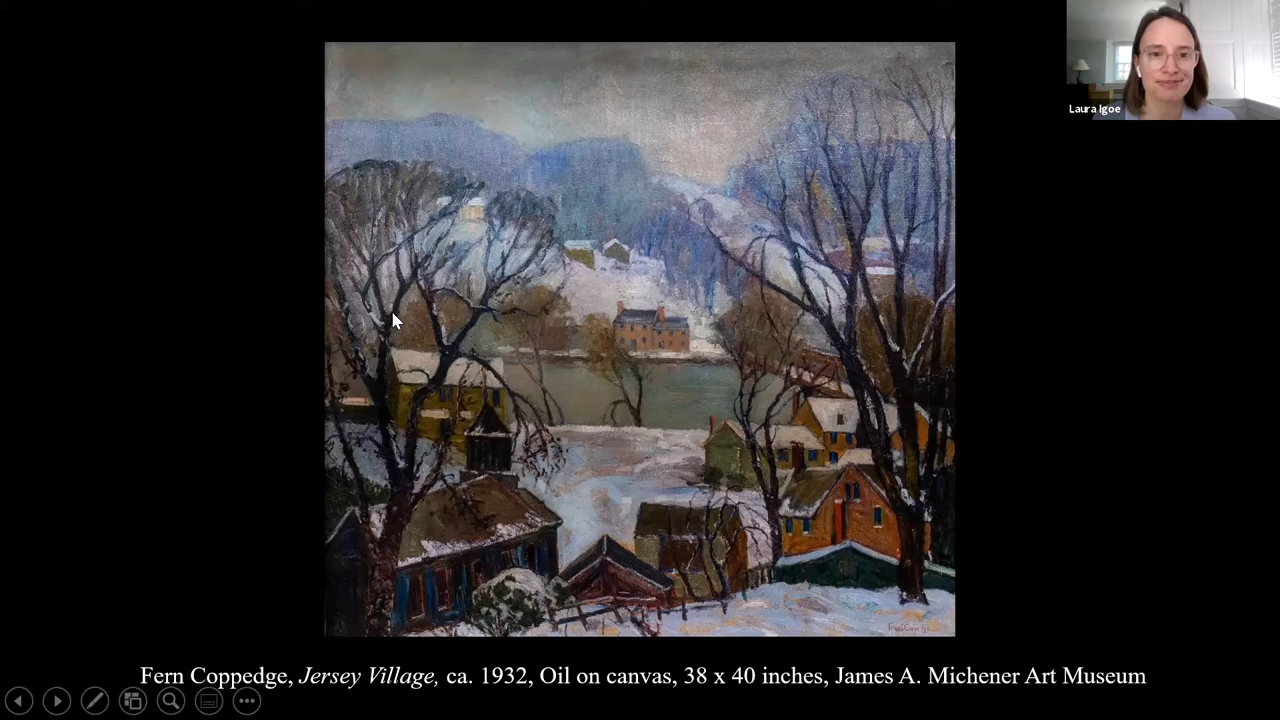 Laura Igoe
Fern Coppedge, Jersey Village, ca. 1932, Oil on canvas, 38 x 40 inches, James A. Michener Art Museum